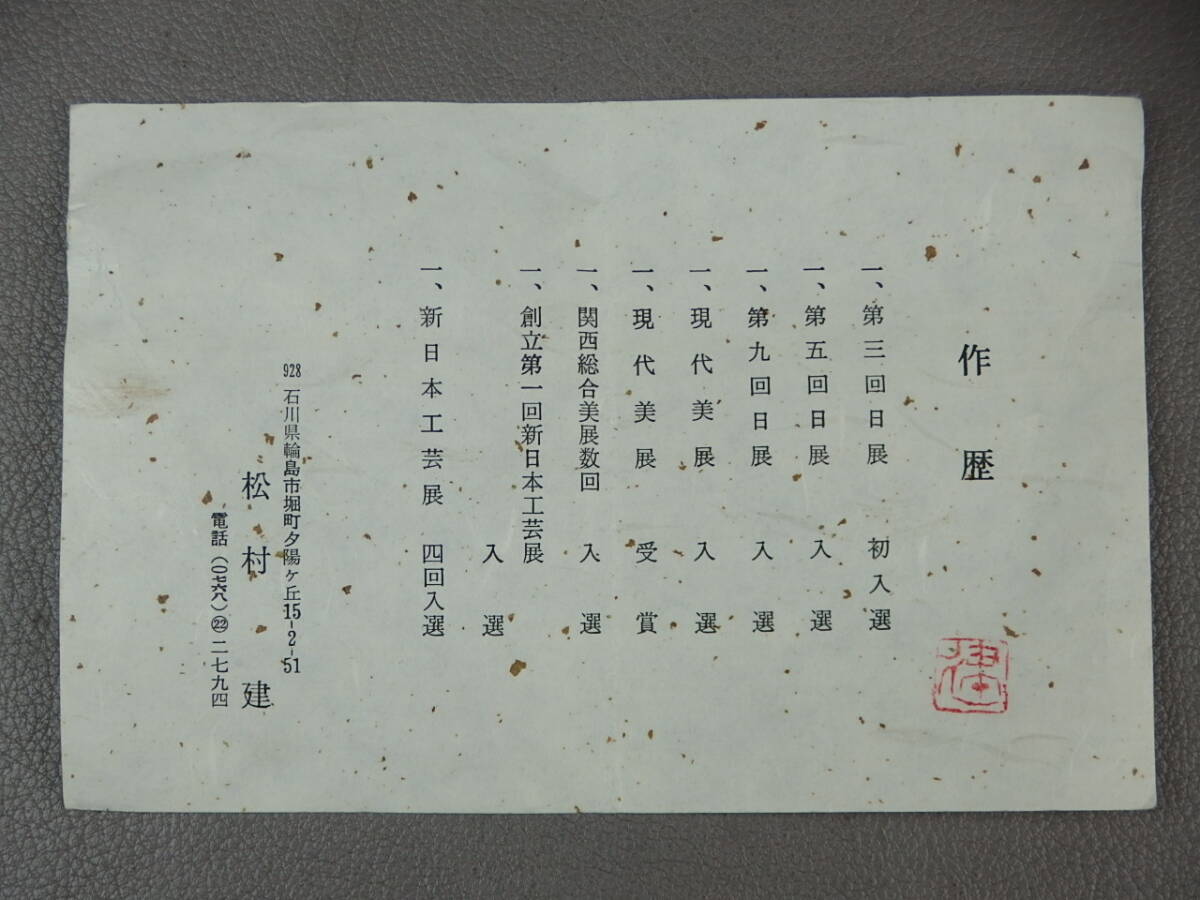 作歴
一、第三回日展 初入選
一、第五回日展 入選
一、第九回日展 入選
一、現代美展 入選
一、現代美展 受賞
一、関西総合美展数回 入選
一、創立第一回新日本工芸展
入選
一、新日本工芸展 四回入選
928 石川県輪島市堀町夕陽ヶ丘15-2-51
松村建
電話(〇七六八)㉒二七九四
建